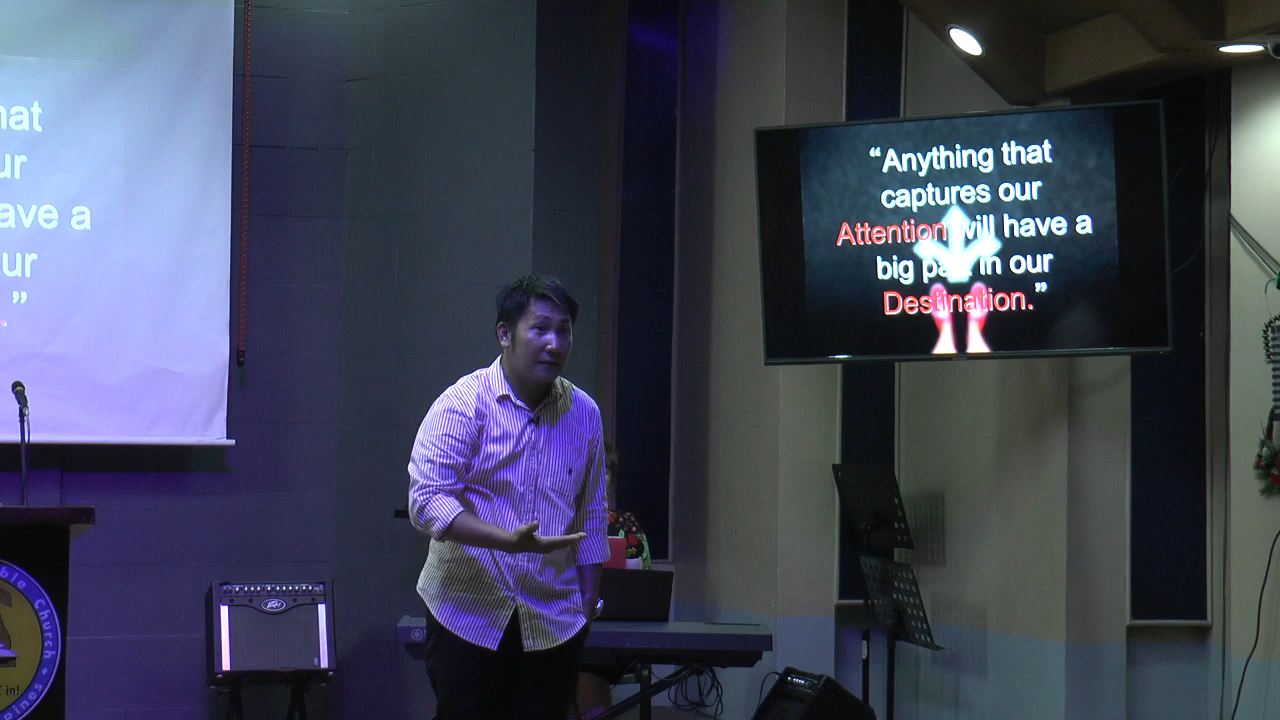 hat
ur
ave a
ur
”
“Anything that
captures our
Attention will have a
big part in our
Destination.”
PEAVEY
ble Church
E in!
pines